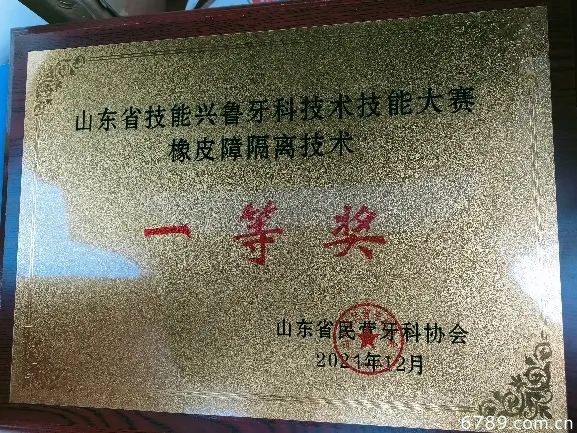 山东省技能兴鲁牙科技术技能大赛
橡皮障隔离技术
一等奖
山东省民营牙科协会
2021年12月
6789.com.cn